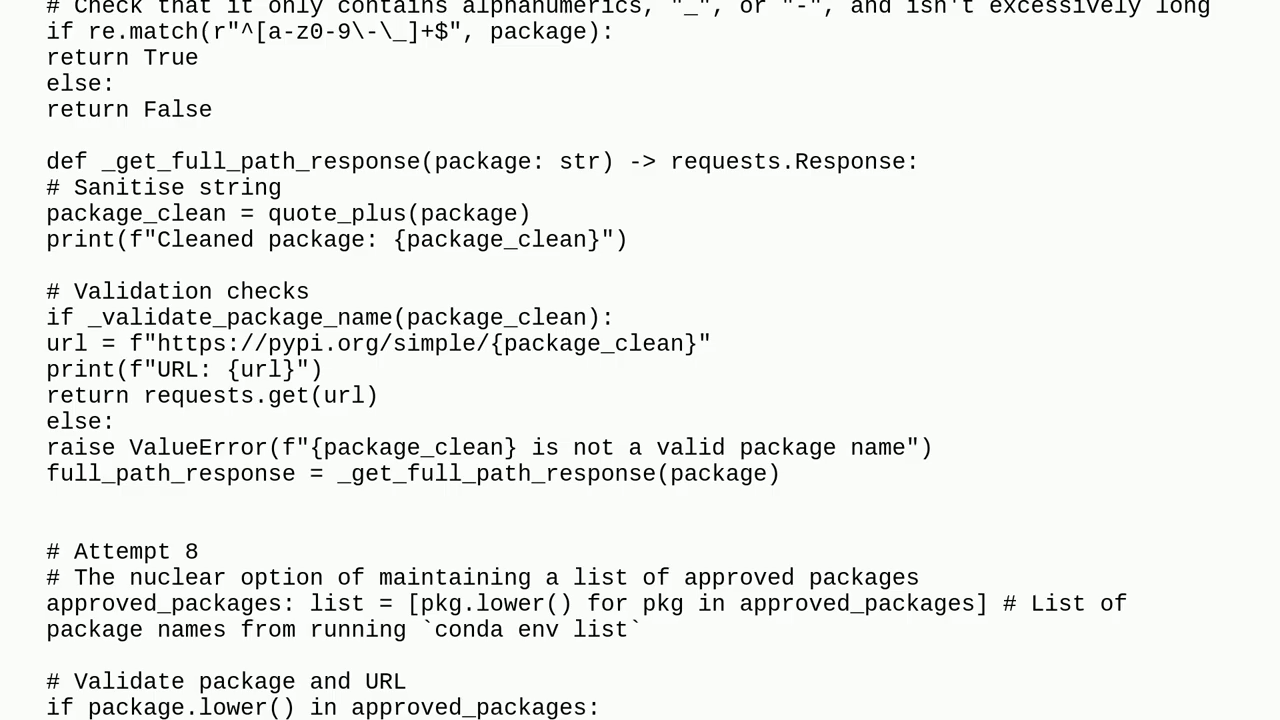 # Check that it only contains alphanumerics, "_", or "-", and isn't excessively long
if re.match(r"^[a-z0-9\-\_]+$", package):
return True
else:
return False
def _get_full_path_response(package: str) -> requests.Response:
# Sanitise string
package_clean = quote_plus(package)
print(f"Cleaned package: {package_clean}")
# Validation checks
if _validate_package_name(package_clean):
url = f"https://pypi.org/simple/{package_clean}"
print(f"URL: {url}")
return requests.get(url)
else:
raise ValueError(f"{package_clean} is not a valid package name")
full_path_response = _get_full_path_response(package)
# Attempt 8
# The nuclear option of maintaining a list of approved packages
approved_packages: list = [pkg.lower() for pkg in approved_packages] # List of
package names from running `conda env list`
# Validate package and URL
if package.lower() in approved_packages: